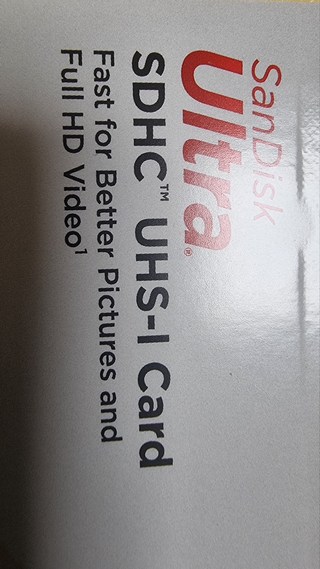 SanDisk
Ultra®
SDHC™ UHS-I Card
Fast for Better Pictures and
Full HD Video¹